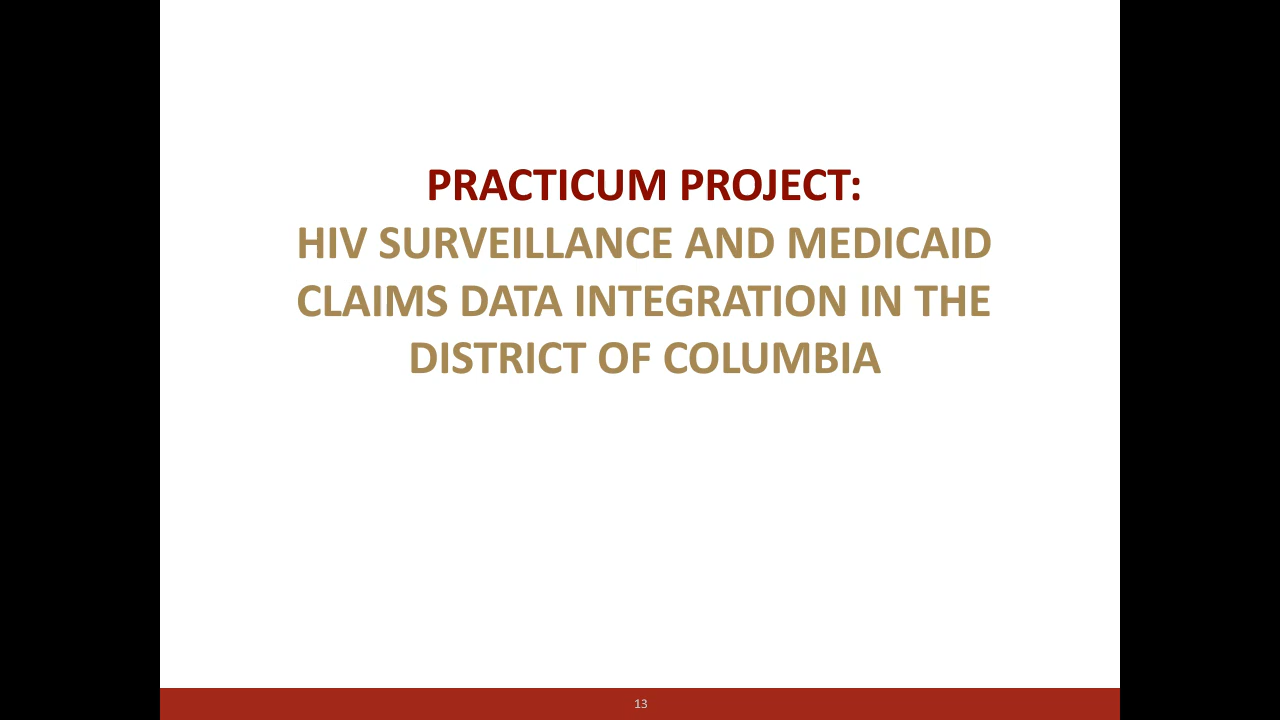 PRACTICUM PROJECT:
HIV SURVEILLANCE AND MEDICAID
CLAIMS DATA INTEGRATION IN THE
DISTRICT OF COLUMBIA
13